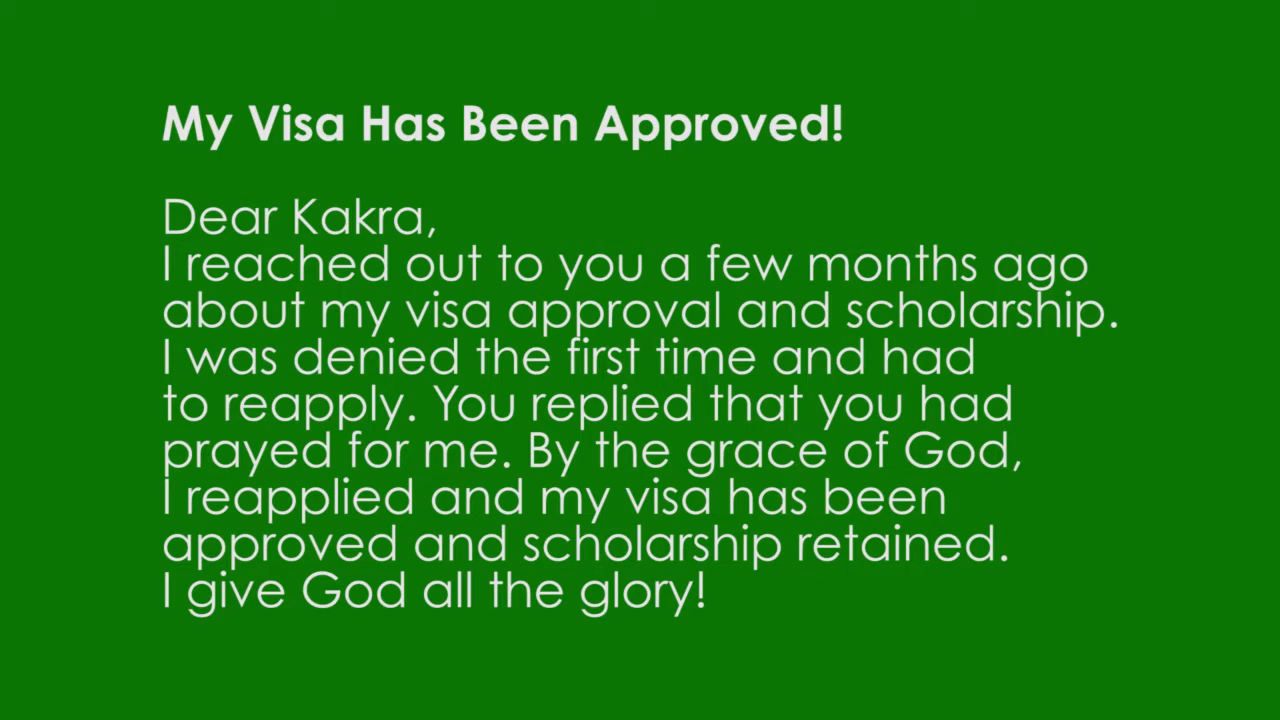 My Visa Has Been Approved!
Dear Kakra,
I reached out to you a few months ago
about my visa approval and scholarship.
I was denied the first time and had
to reapply. You replied that you had
prayed for me. By the grace of God,
I reapplied and my visa has been
approved and scholarship retained.
I give God all the glory!